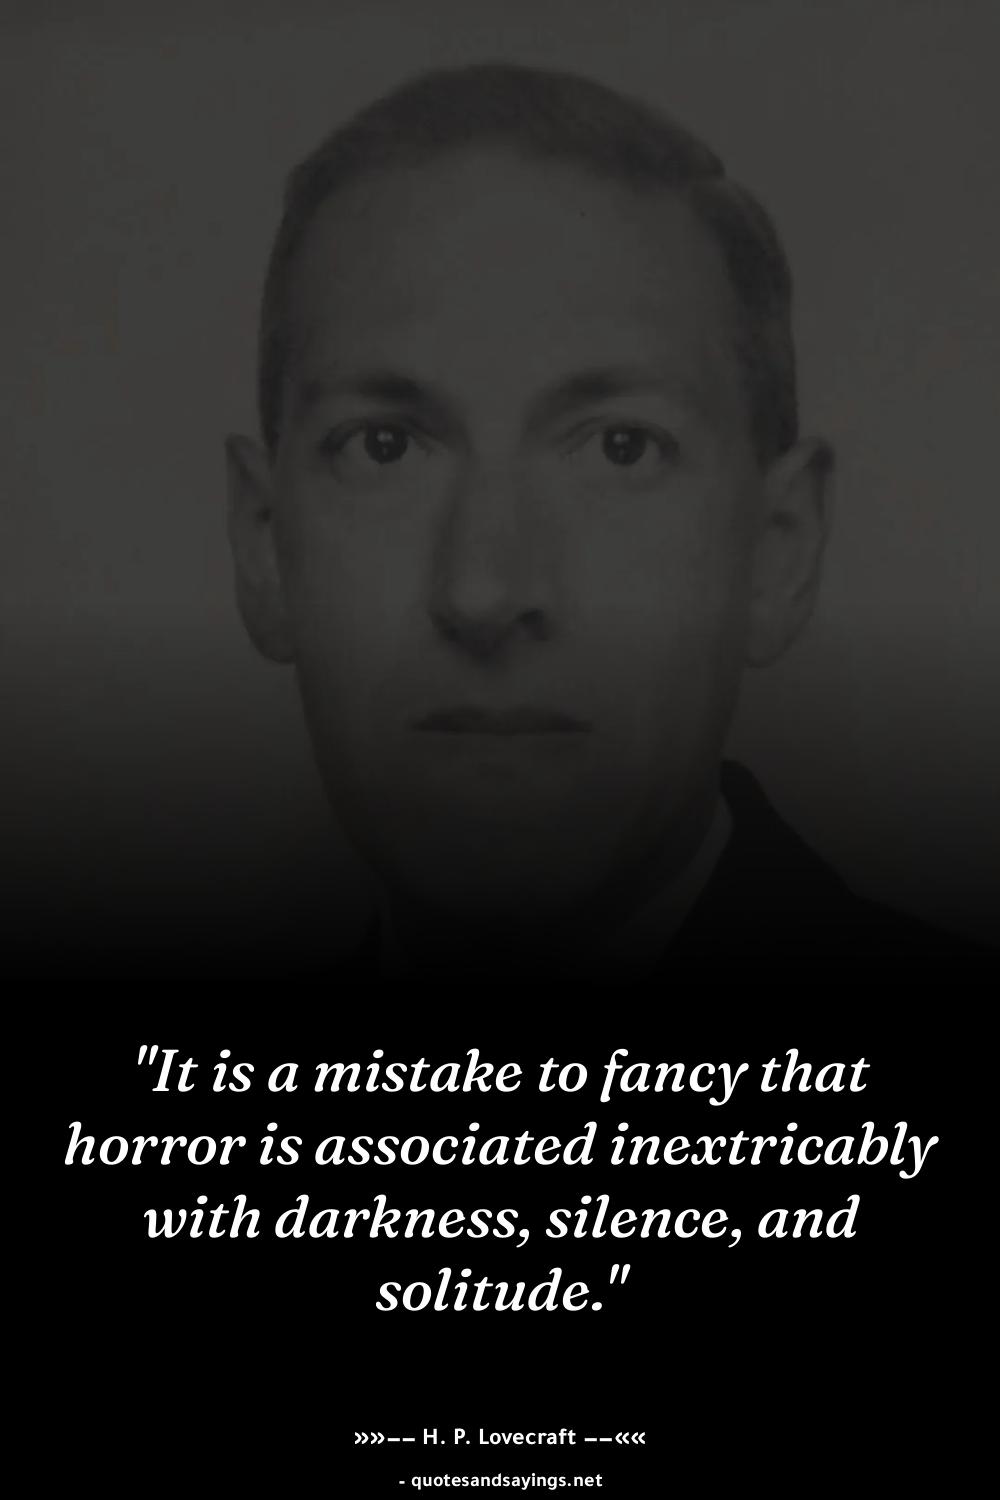 "It is a mistake to fancy that
horror is associated inextricably
with darkness, silence, and
solitude."
»»−− H. P. Lovecraft −−««
- quotesandsayings.net